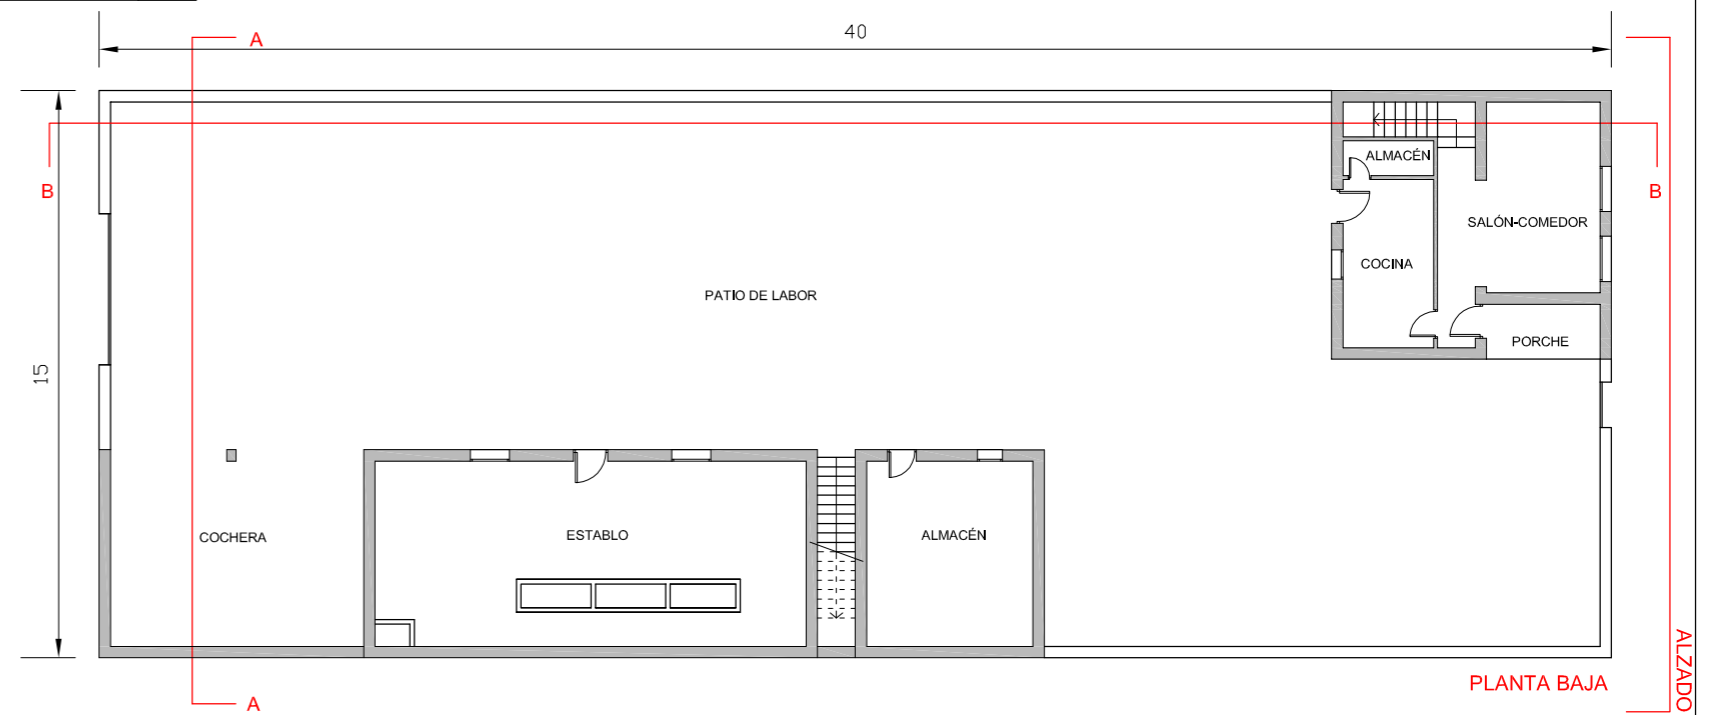 40
A
B
ALMACÉN
B
SALÓN-COMEDOR
COCINA
PATIO DE LABOR
PORCHE
15
COCHERA
ESTABLO
ALMACÉN
PLANTA BAJA
ALZADO
A